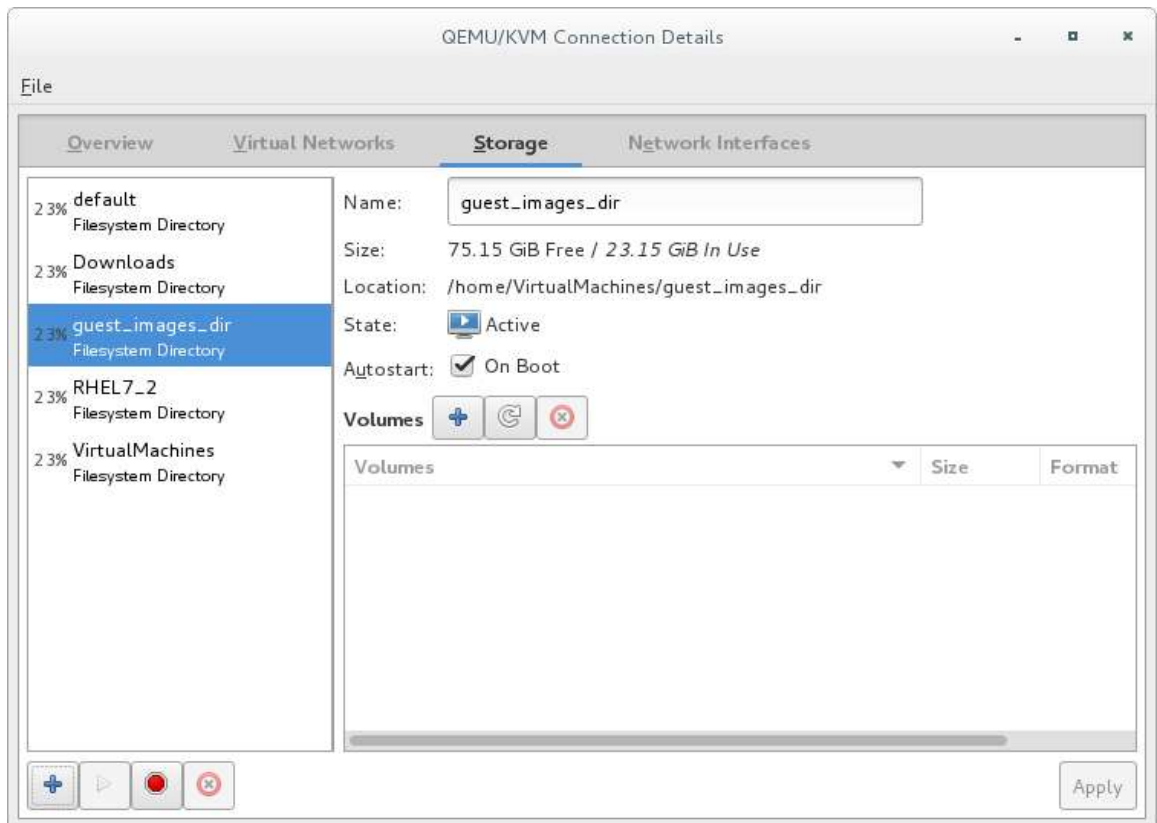 QEMU/KVM Connection Details
File
Overview Virtual Networks Storage Network Interfaces
23% default
Filesystem Directory
23% Downloads
Filesystem Directory
23% guest_images_dir
Filesystem Directory
23% RHEL7_2
Filesystem Directory
23% VirtualMachines
Filesystem Directory
Name: guest_images_dir
Size: 75.15 GiB Free / 23.15 GiB In Use
Location: /home/VirtualMachines/guest_images_dir
State: Active
Autostart: On Boot
Volumes
Volumes Size Format
Apply